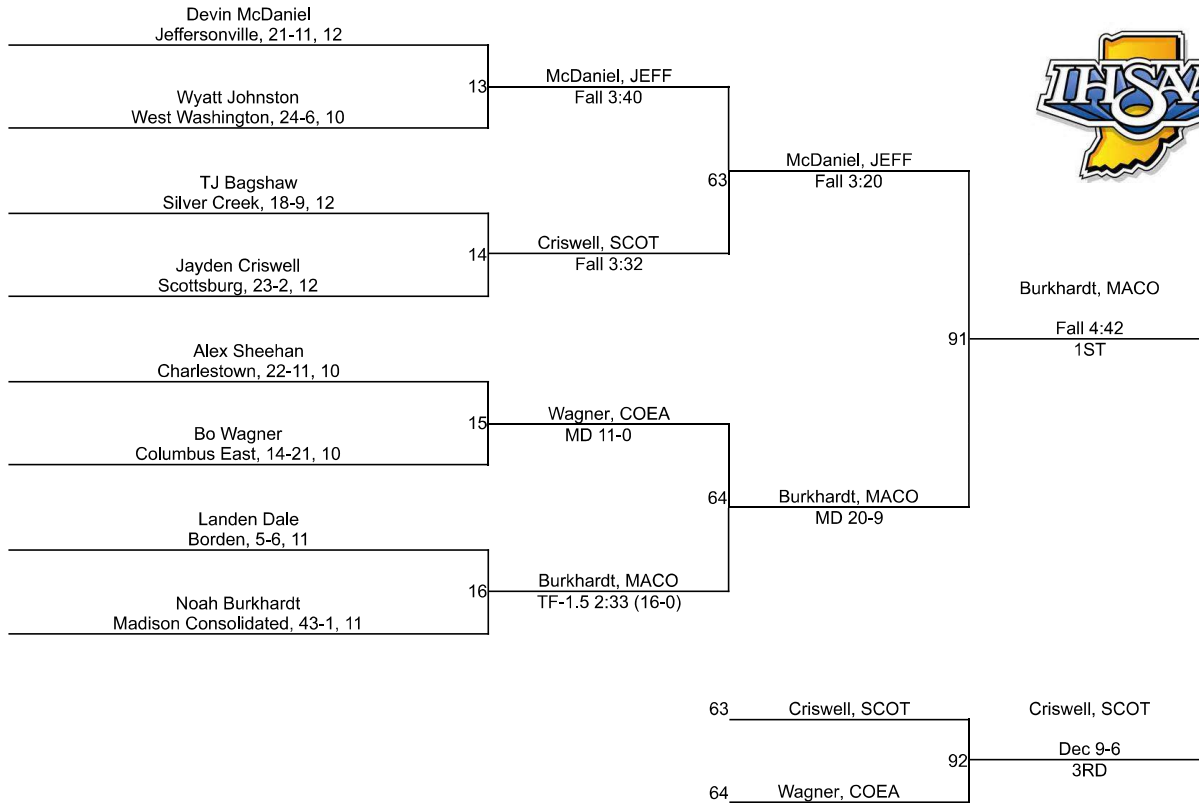 Devin McDaniel
Jeffersonville, 21-11, 12
13
Wyatt Johnston
West Washington, 24-6, 10
McDaniel, JEFF
Fall 3:40
TJ Bagshaw
Silver Creek, 18-9, 12
14
Jayden Criswell
Scottsburg, 23-2, 12
Criswell, SCOT
Fall 3:32
63
McDaniel, JEFF
Fall 3:20
Alex Sheehan
Charlestown, 22-11, 10
15
Bo Wagner
Columbus East, 14-21, 10
Wagner, COEA
MD 11-0
Landen Dale
Borden, 5-6, 11
16
Noah Burkhardt
Madison Consolidated, 43-1, 11
Burkhardt, MACO
TF-1.5 2:33 (16-0)
64
Burkhardt, MACO
MD 20-9
91
Burkhardt, MACO
Fall 4:42
1ST
IHSAA
63
Criswell, SCOT
64
Wagner, COEA
92
Criswell, SCOT
Dec 9-6
3RD